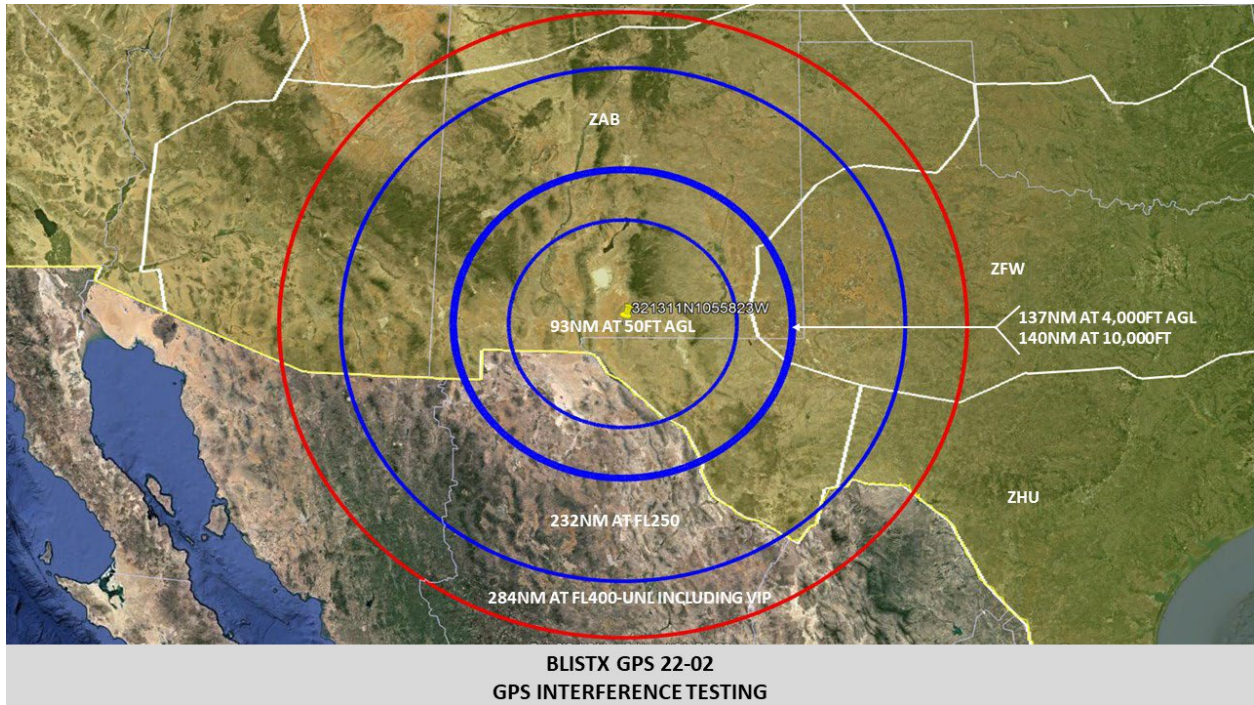 ZAB
ZFW
321311N1055823W
93NM AT 50FT AGL
137NM AT 4,000FT AGL
140NM AT 10,000FT
ZHU
232NM AT FL250
284NM AT FL400-UNL INCLUDING VIP
BLISTX GPS 22-02
GPS INTERFERENCE TESTING